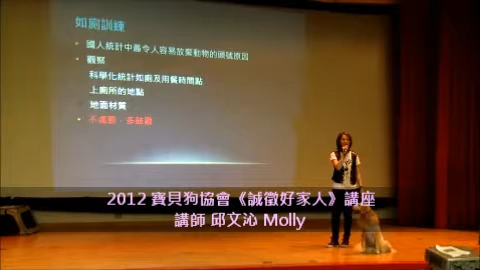 如廁訓練
• 國人統計中最令人容易放棄動物的頭號原因
• 觀察
科學化統計如廁及用餐時間點
上廁所的地點
地面材質
• 不處罰，多鼓勵
2012 寶貝狗協會《誠徵好家人》講座
講師 邱文沁 Molly